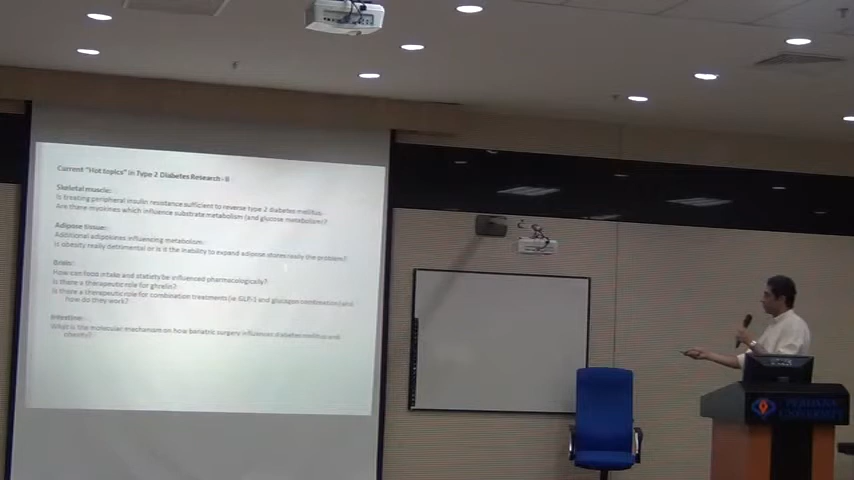 Current "Hot topics" in Type 2 Diabetes Research - II
Skeletal muscle:
Is treating peripheral insulin resistance sufficient to reverse type 2 diabetes mellitus.
Are there myokines which influence substrate metabolism (and glucose metabolism)?
Adipose tissue:
Additional adipokines influencing metabolism.
Is obesity really detrimental or is it the inability to expand adipose stores really the problem?
Brain:
How can food intake and statiety be influenced pharmacologically?
Is there a therapeutic role for ghrelin?
Is there a therapeutic role for combination treatments (ie GLP-1 and glucagon combination) and
how do they work?
Intestine:
What is the molecular mechanism on how bariatric surgery influences diabetes mellitus and
obesity?
PERDANA
UNIVERSITY